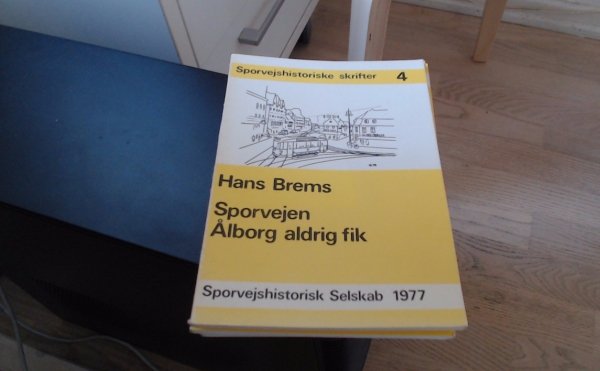 Sporvejshistoriske skrifter 4
Hans Brems
Sporvejen
Ålborg aldrig fik
Sporvejshistorisk Selskab 1977